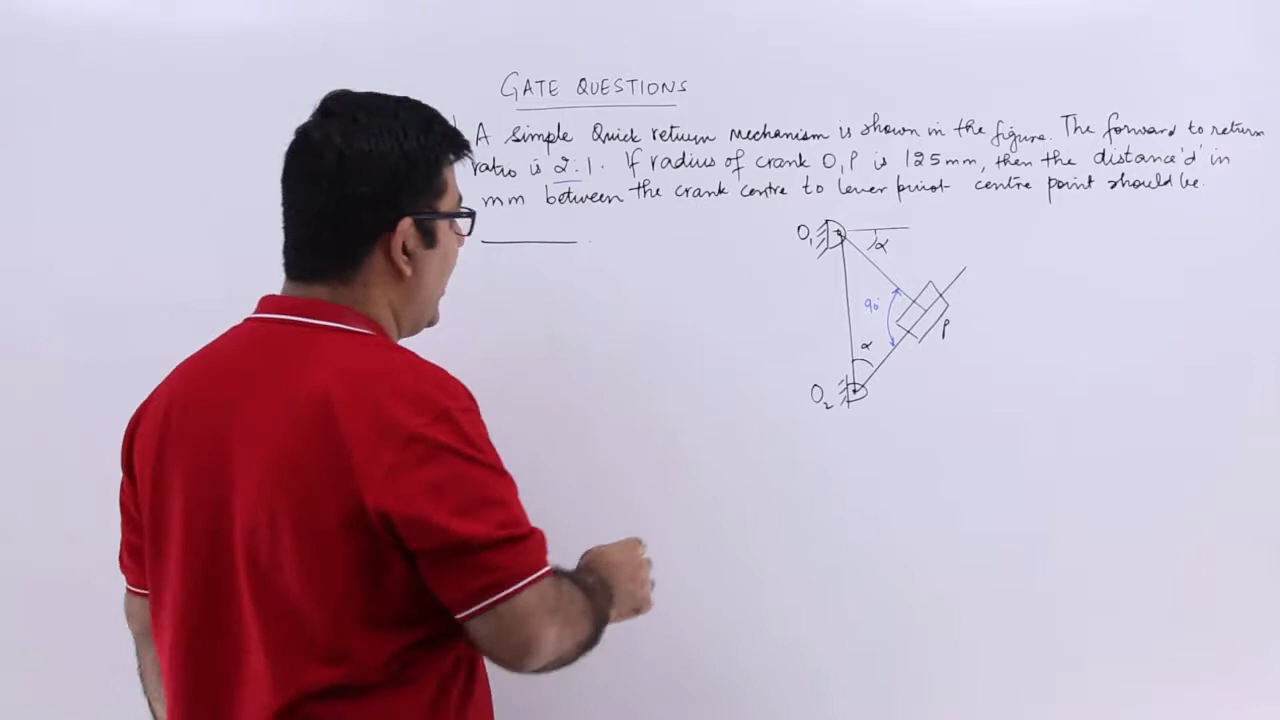 GATE QUESTIONS
A simple Quick return mechanism is shown in the figure. The forward to return
ratio is 2:1. If radius of crank O1P is 125mm, then the distance 'd' in
mm between the crank centre to lever pivot centre point should be
O1
α
90°
P
α
O2